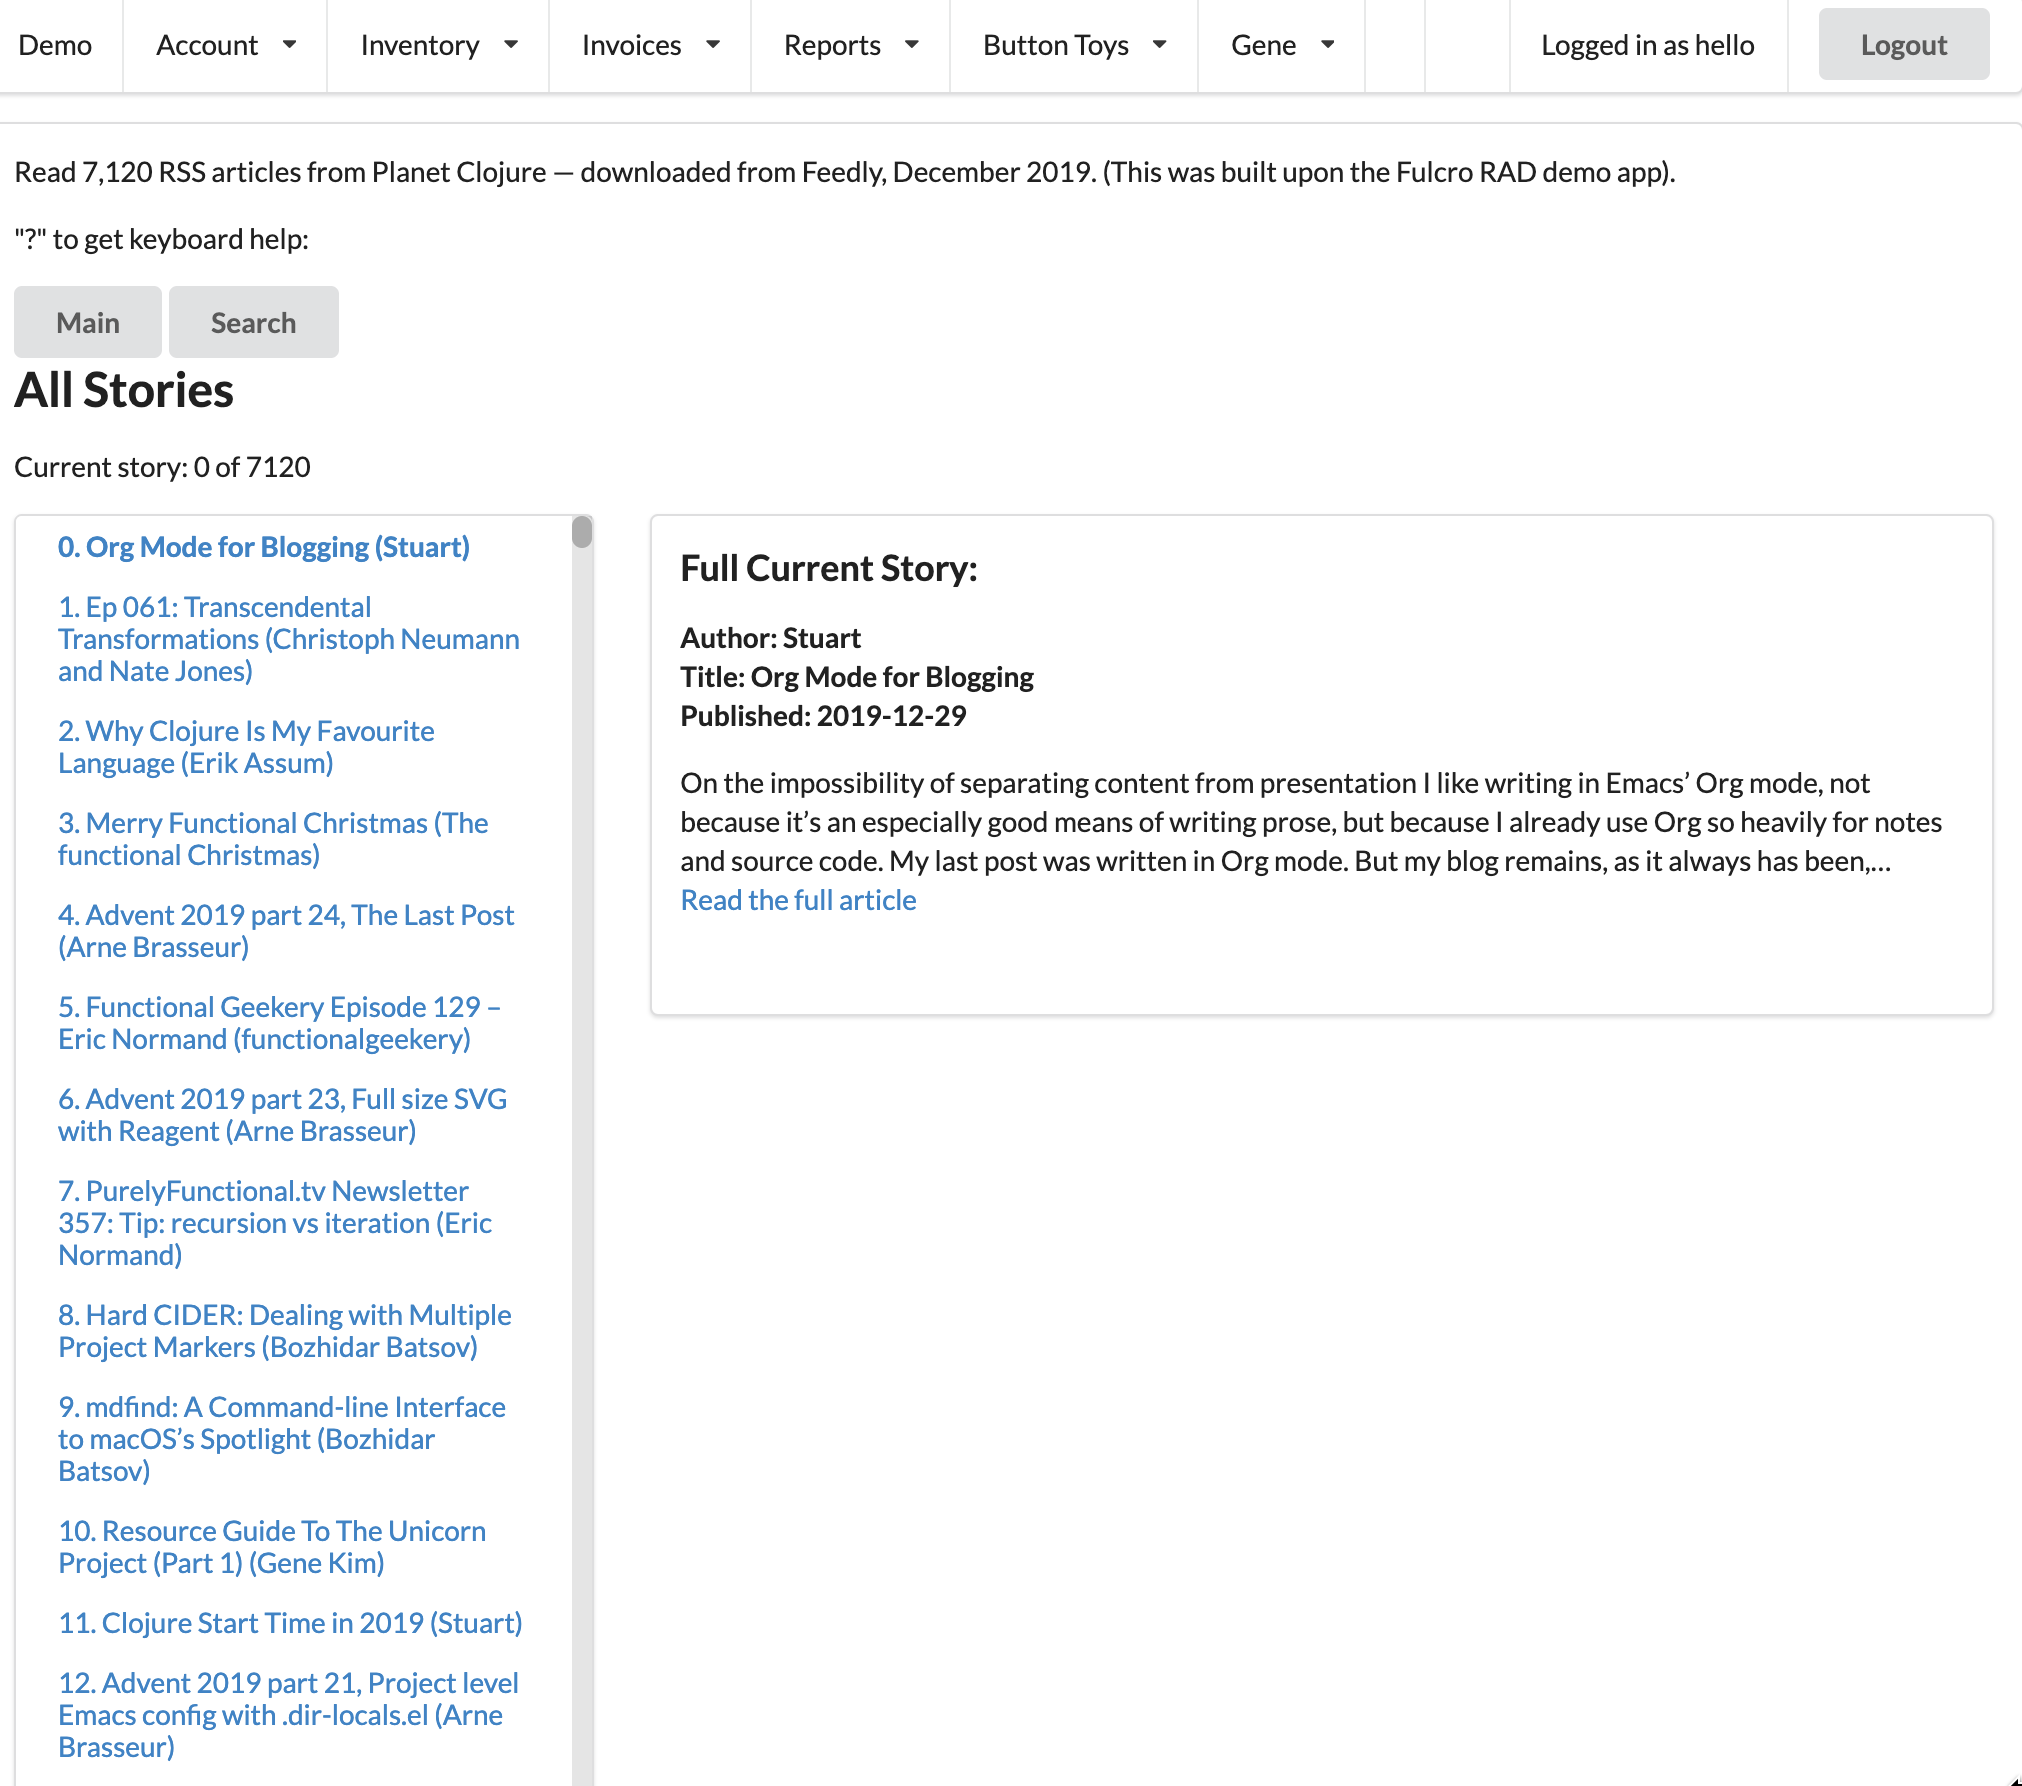 Demo
Account
Inventory
Invoices
Reports
Button Toys
Gene
Logged in as hello
Logout
Read 7,120 RSS articles from Planet Clojure — downloaded from Feedly, December 2019. (This was built upon the Fulcro RAD demo app).
"?" to get keyboard help:
Main
Search
All Stories
Current story: 0 of 7120
0. Org Mode for Blogging (Stuart)
1. Ep 061: Transcendental
Transformations (Christoph Neumann
and Nate Jones)
2. Why Clojure Is My Favourite
Language (Erik Assum)
3. Merry Functional Christmas (The
functional Christmas)
4. Advent 2019 part 24, The Last Post
(Arne Brasseur)
5. Functional Geekery Episode 129 –
Eric Normand (functionalgeekery)
6. Advent 2019 part 23, Full size SVG
with Reagent (Arne Brasseur)
7. PurelyFunctional.tv Newsletter
357: Tip: recursion vs iteration (Eric
Normand)
8. Hard CIDER: Dealing with Multiple
Project Markers (Bozhidar Batsov)
9. mdfind: A Command-line Interface
to macOS’s Spotlight (Bozhidar
Batsov)
10. Resource Guide To The Unicorn
Project (Part 1) (Gene Kim)
11. Clojure Start Time in 2019 (Stuart)
12. Advent 2019 part 21, Project level
Emacs config with .dir-locals.el (Arne
Brasseur)
Full Current Story:
Author: Stuart
Title: Org Mode for Blogging
Published: 2019-12-29
On the impossibility of separating content from presentation I like writing in Emacs’ Org mode, not
because it’s an especially good means of writing prose, but because I already use Org so heavily for notes
and source code. My last post was written in Org mode. But my blog remains, as it always has been,...
Read the full article